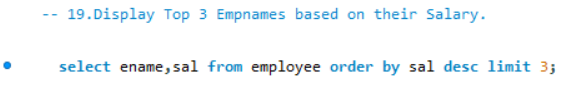 -- 19.Display Top 3 Empnames based on their Salary.
select ename,sal from employee order by sal desc limit 3;